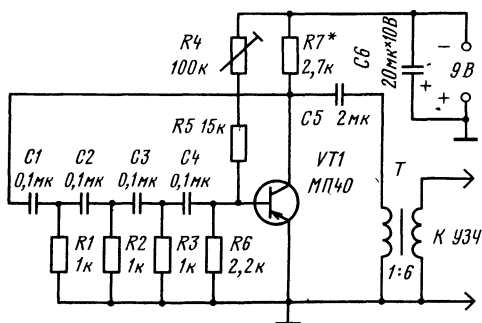 R4
100к
R7*
2,7к
C6
20мк×10В
−
9В
+
+
R5 15к
C5 2мк
C1
0,1мк
C2
0,1мк
C3
0,1мк
C4
0,1мк
VT1
МП40
Т
R1
1к
R2
1к
R3
1к
R6
2,2к
К УЗЧ
1:6